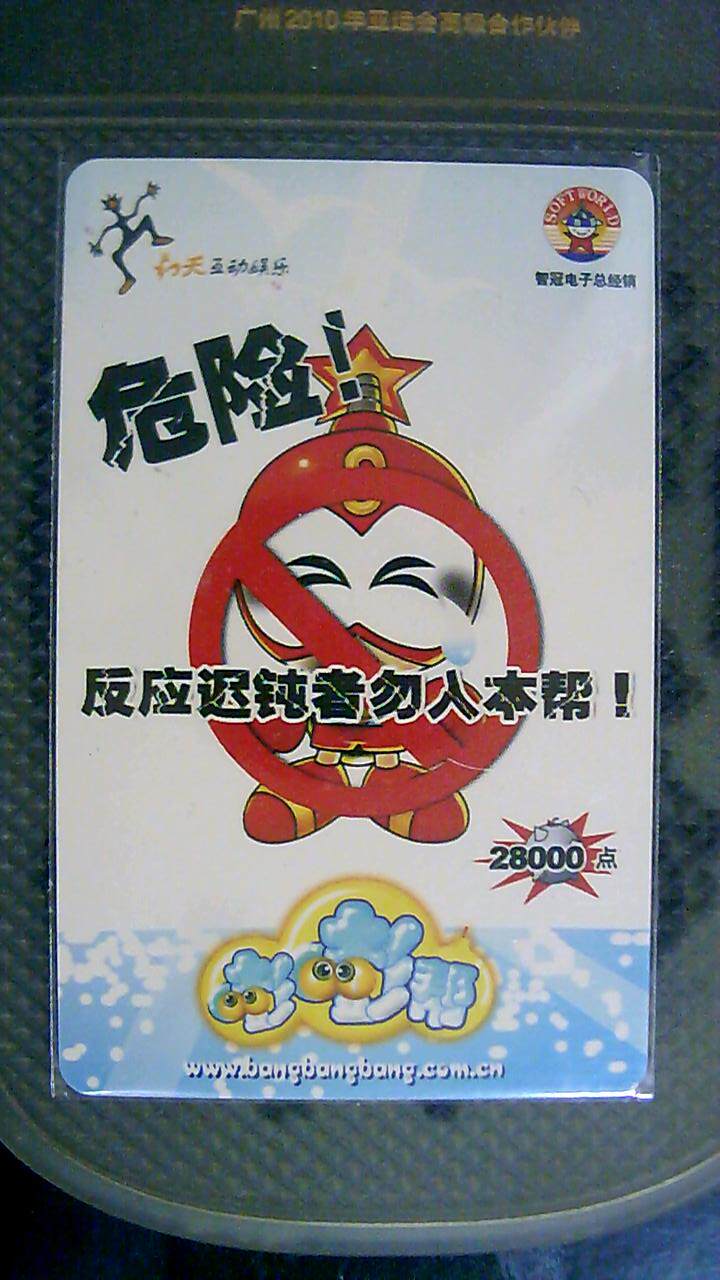 广州2010年亚运会高级合作伙伴
SOFTWORLD
互动娱乐
智冠电子总经销
危险!
反应迟钝者勿入本帮!
28000点
帮
www.bangbangbang.com.cn